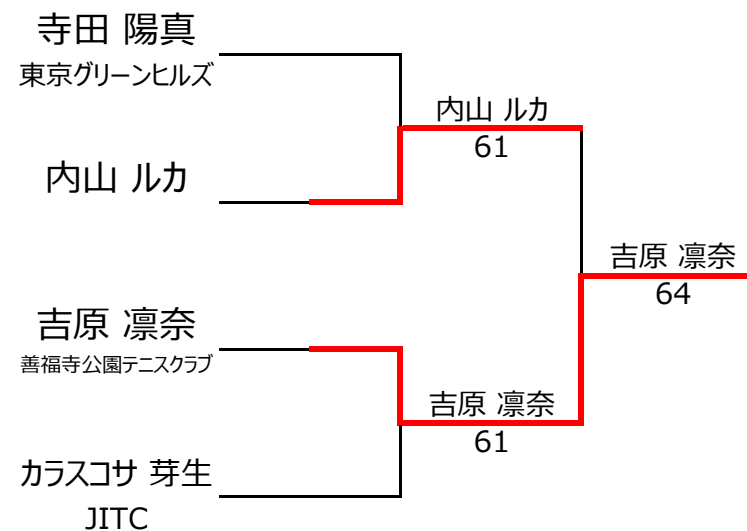 寺田 陽真
東京グリーンヒルズ
内山 ルカ
61
内山 ルカ
吉原 凛奈
64
吉原 凛奈
善福寺公園テニスクラブ
吉原 凛奈
61
カラスコサ 芽生
JITC